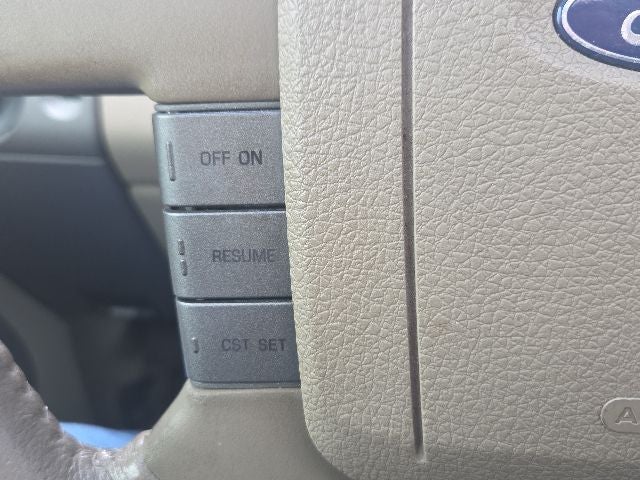 OFF ON
RESUME
CST SET
A